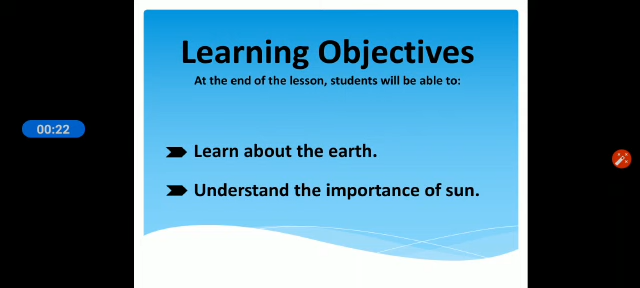 Learning Objectives
At the end of the lesson, students will be able to:
00:22
Learn about the earth.
Understand the importance of sun.